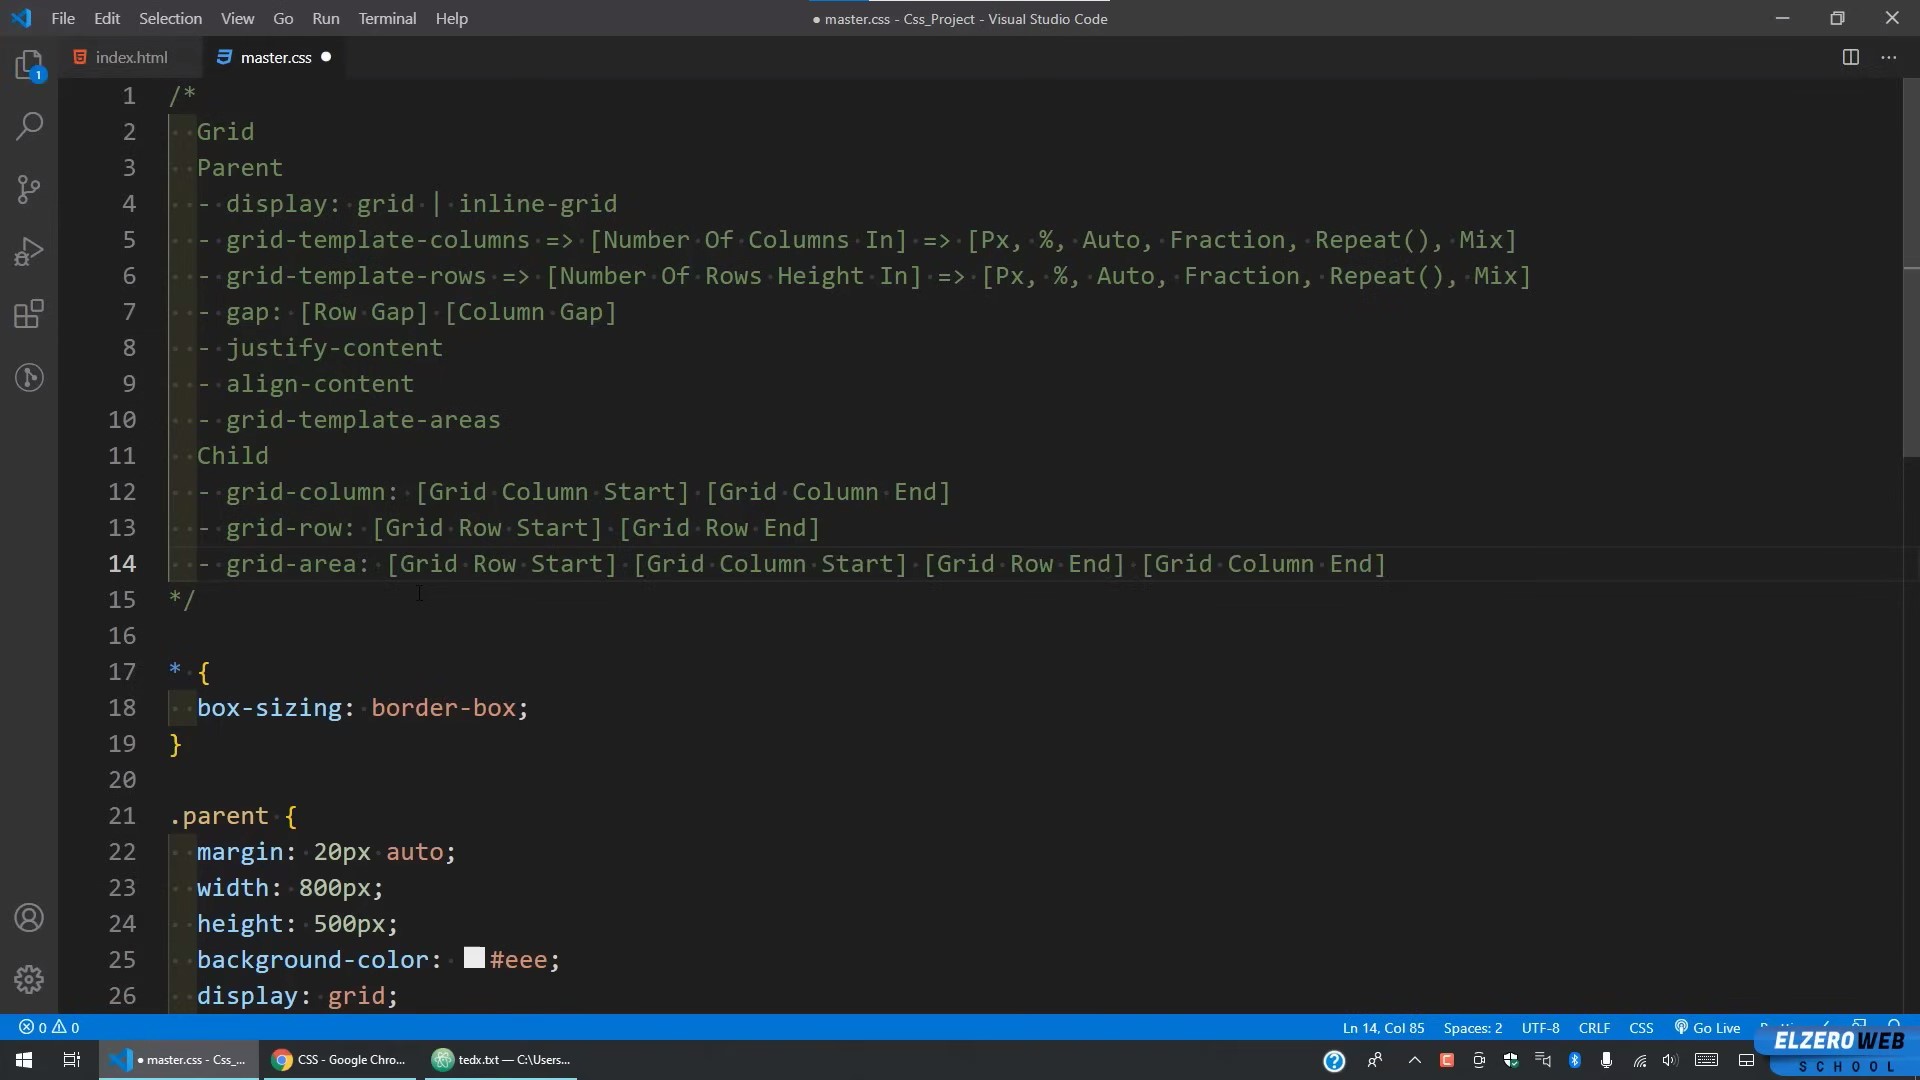 File Edit Selection View Go Run Terminal Help
● master.css - Css_Project - Visual Studio Code
index.html
master.css ●
1
1 /*
2 Grid
3 Parent
4 - display: grid | inline-grid
5 - grid-template-columns => [Number Of Columns In] => [Px, %, Auto, Fraction, Repeat(), Mix]
6 - grid-template-rows => [Number Of Rows Height In] => [Px, %, Auto, Fraction, Repeat(), Mix]
7 - gap: [Row Gap] [Column Gap]
8 - justify-content
9 - align-content
10 - grid-template-areas
11 Child
12 - grid-column: [Grid Column Start] [Grid Column End]
13 - grid-row: [Grid Row Start] [Grid Row End]
14 - grid-area: [Grid Row Start] [Grid Column Start] [Grid Row End] [Grid Column End]
15 */
16
17 * {
18 box-sizing: border-box;
19 }
20
21 .parent {
22 margin: 20px auto;
23 width: 800px;
24 height: 500px;
25 background-color: #eee;
26 display: grid;
0 0 Ln 14, Col 85 Spaces: 2 UTF-8 CRLF CSS Go Live
● master.css - Css_... CSS - Google Chro... tedx.txt — C:\Users...
ELZEROWEB
SCHOOL